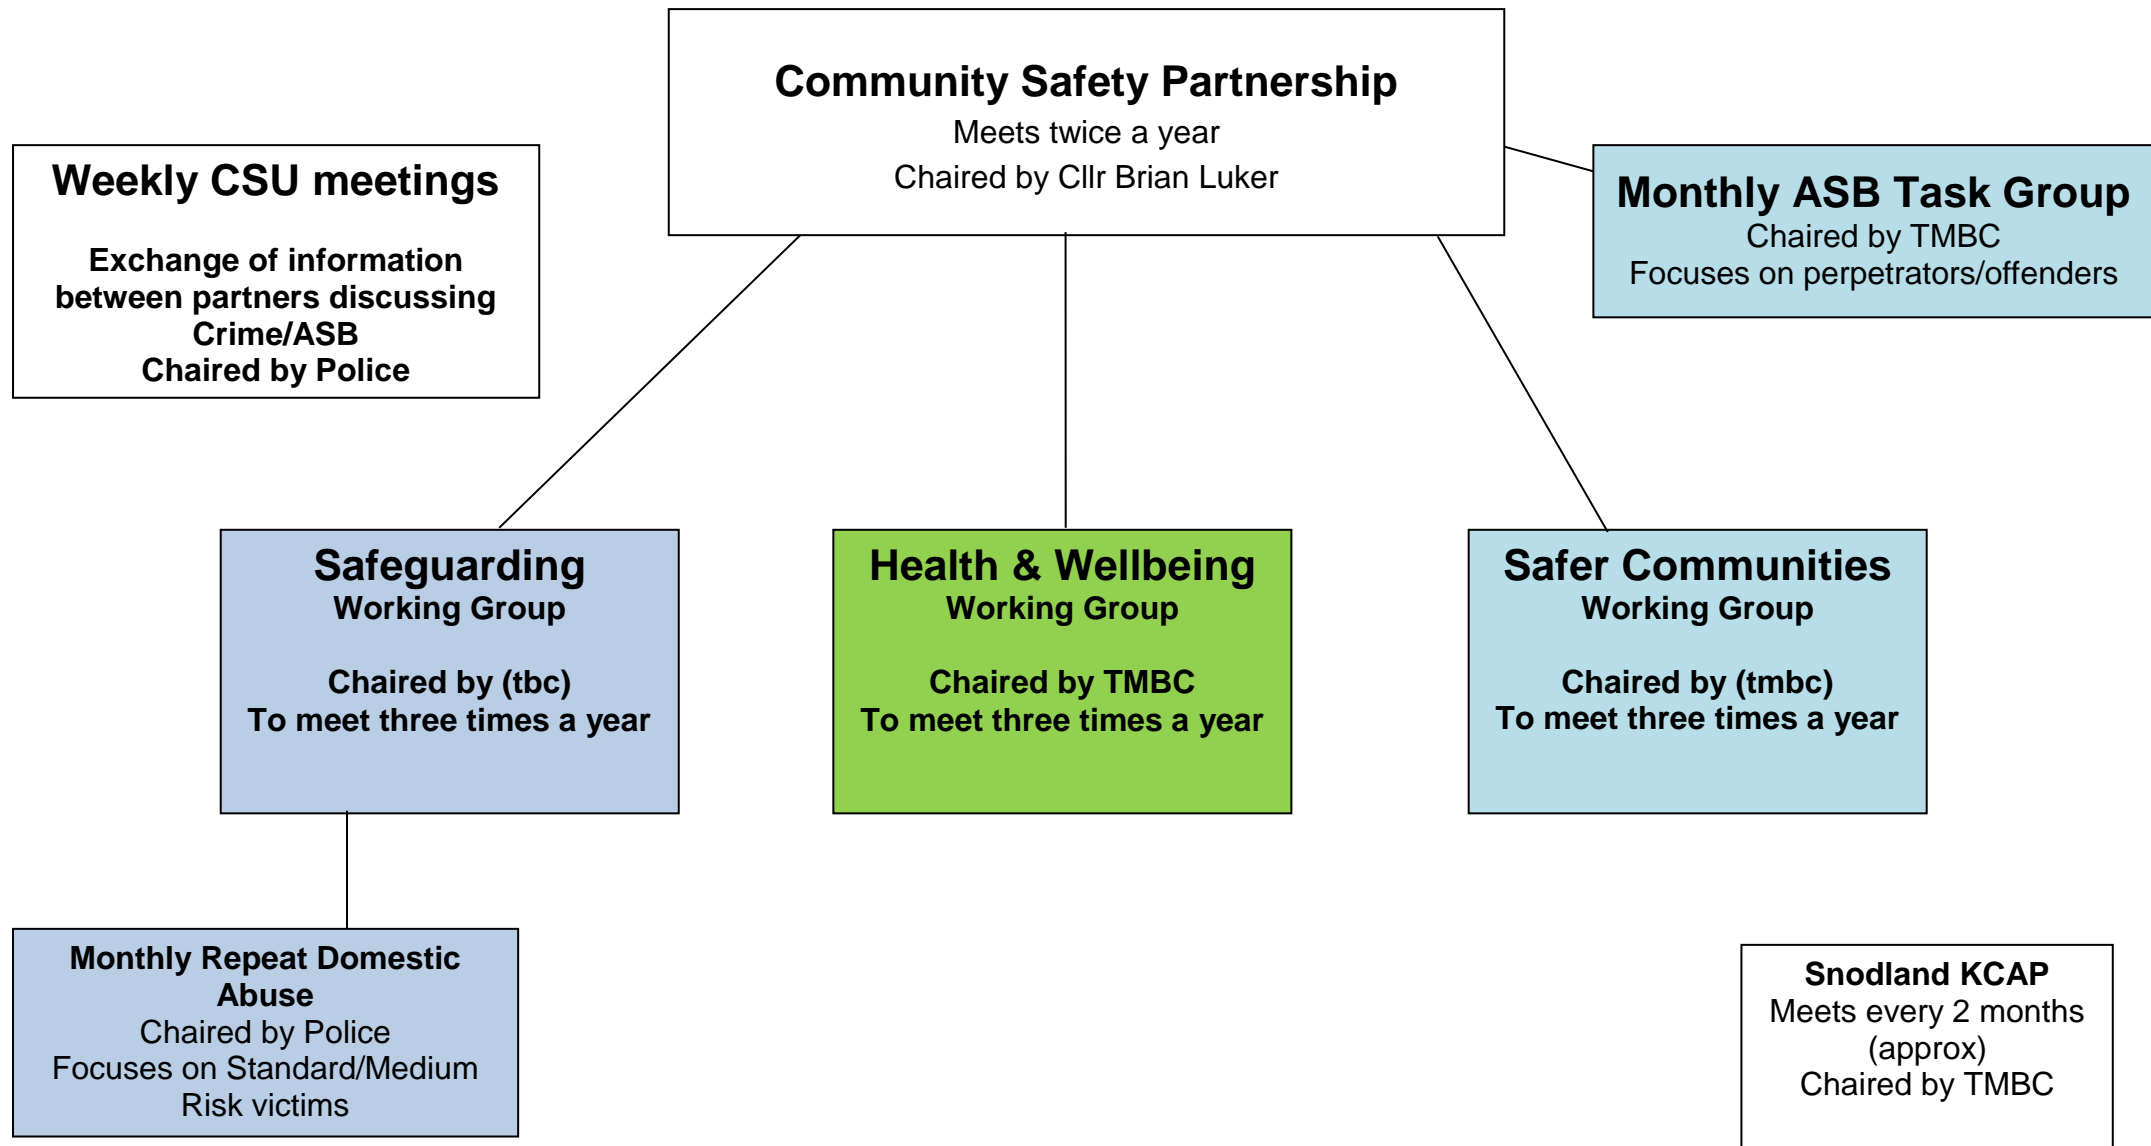 Community Safety Partnership
Meets twice a year
Chaired by Cllr Brian Luker
Weekly CSU meetings
Exchange of information
between partners discussing
Crime/ASB
Chaired by Police
Monthly ASB Task Group
Chaired by TMBC
Focuses on perpetrators/offenders
Safeguarding
Working Group
Chaired by (tbc)
To meet three times a year
Health & Wellbeing
Working Group
Chaired by TMBC
To meet three times a year
Safer Communities
Working Group
Chaired by (tmbc)
To meet three times a year
Monthly Repeat Domestic
Abuse
Chaired by Police
Focuses on Standard/Medium
Risk victims
Snodland KCAP
Meets every 2 months
(approx)
Chaired by TMBC